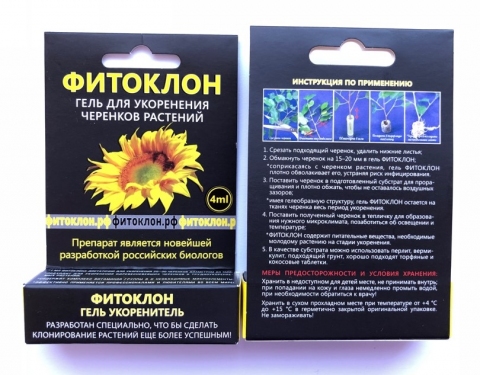 ФИТОКЛОН
ГЕЛЬ ДЛЯ УКОРЕНЕНИЯ
ЧЕРЕНКОВ РАСТЕНИЙ
4ml
фитоклон.рф фитоклон.рф фитоклон.р
Препарат является новейшей
разработкой российских биологов
ФИТОКЛОН
ГЕЛЬ УКОРЕНИТЕЛЬ
РАЗРАБОТАН СПЕЦИАЛЬНО, ЧТО БЫ СДЕЛАТЬ
КЛОНИРОВАНИЕ РАСТЕНИЙ ЕЩЕ БОЛЕЕ УСПЕШНЫМ!
ИНСТРУКЦИЯ ПО ПРИМЕНЕНИЮ
1. Срезать подходящий черенок, удалить нижние листья;
2. Обмакнуть черенок на 15-20 мм в гель ФИТОКЛОН;
*соприкасаясь с черенком растения, гель ФИТОКЛОН
плотно обволакивает его, устраняя риск инфицирования.
3. Поставить черенок в подготовленный субстрат для прора-
щивания и плотно обжать, чтобы не оставалось воздушных
зазоров;
*имея гелеобразную структуру, гель ФИТОКЛОН остается на
тканях черенка весь период укоренения.
4. Поставить полученный черенок в тепличку для образова-
ния нужного микроклимата, позаботиться об освещении и
температуре;
*ФИТОКЛОН содержит питательные вещества, необходимые
молодому растению на стадии укоренения.
5. В качестве субстрата можно использовать перлит, верми-
кулит, подходящий грунт, хорошо подходят торфяные и
кокосовые таблетки.
МЕРЫ ПРЕДОСТОРОЖНОСТИ И УСЛОВИЯ ХРАНЕНИЯ:
Хранить в недоступном для детей месте, не принимать внутрь;
при попадании на кожу и глаза немедленно промыть водой,
при необходимости обратиться к врачу!
Хранить в сухом прохладном месте при температуре от +4 °C
до +15 °C в герметично закрытой оригинальной упаковке.
Не замораживать!